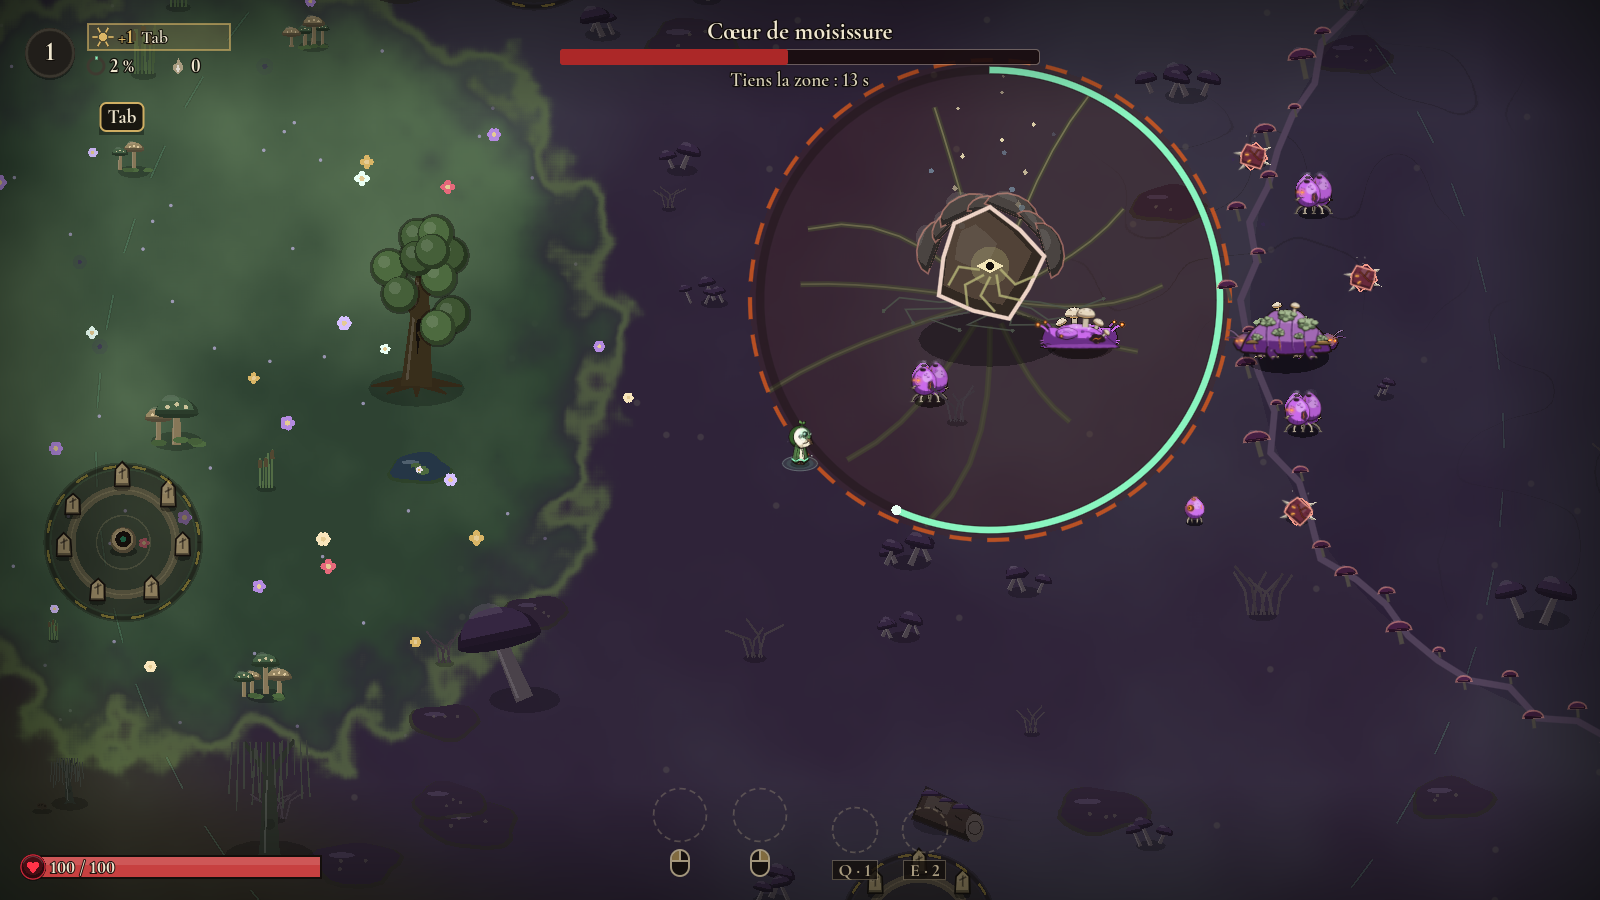 Cœur de moisissure
1
+1 Tab
2 %
0
Tiens la zone : 13 s
Tab
100 / 100
Q · 1
E · 2